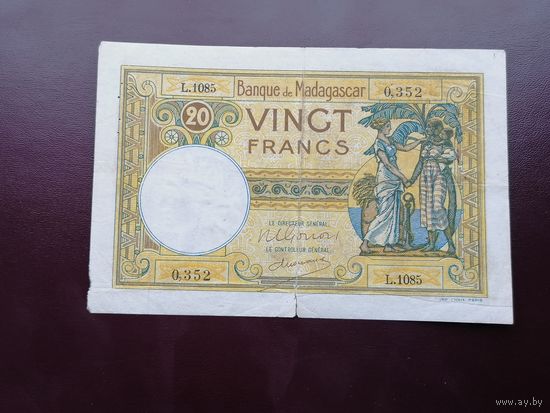 L.1085 Banque de Madagascar 0,352
20 VINGT
FRANCS
LE DIRECTEUR GÉNÉRAL
LE CONTROLEUR GÉNÉRAL
0,352 L.1085
www.ay.by